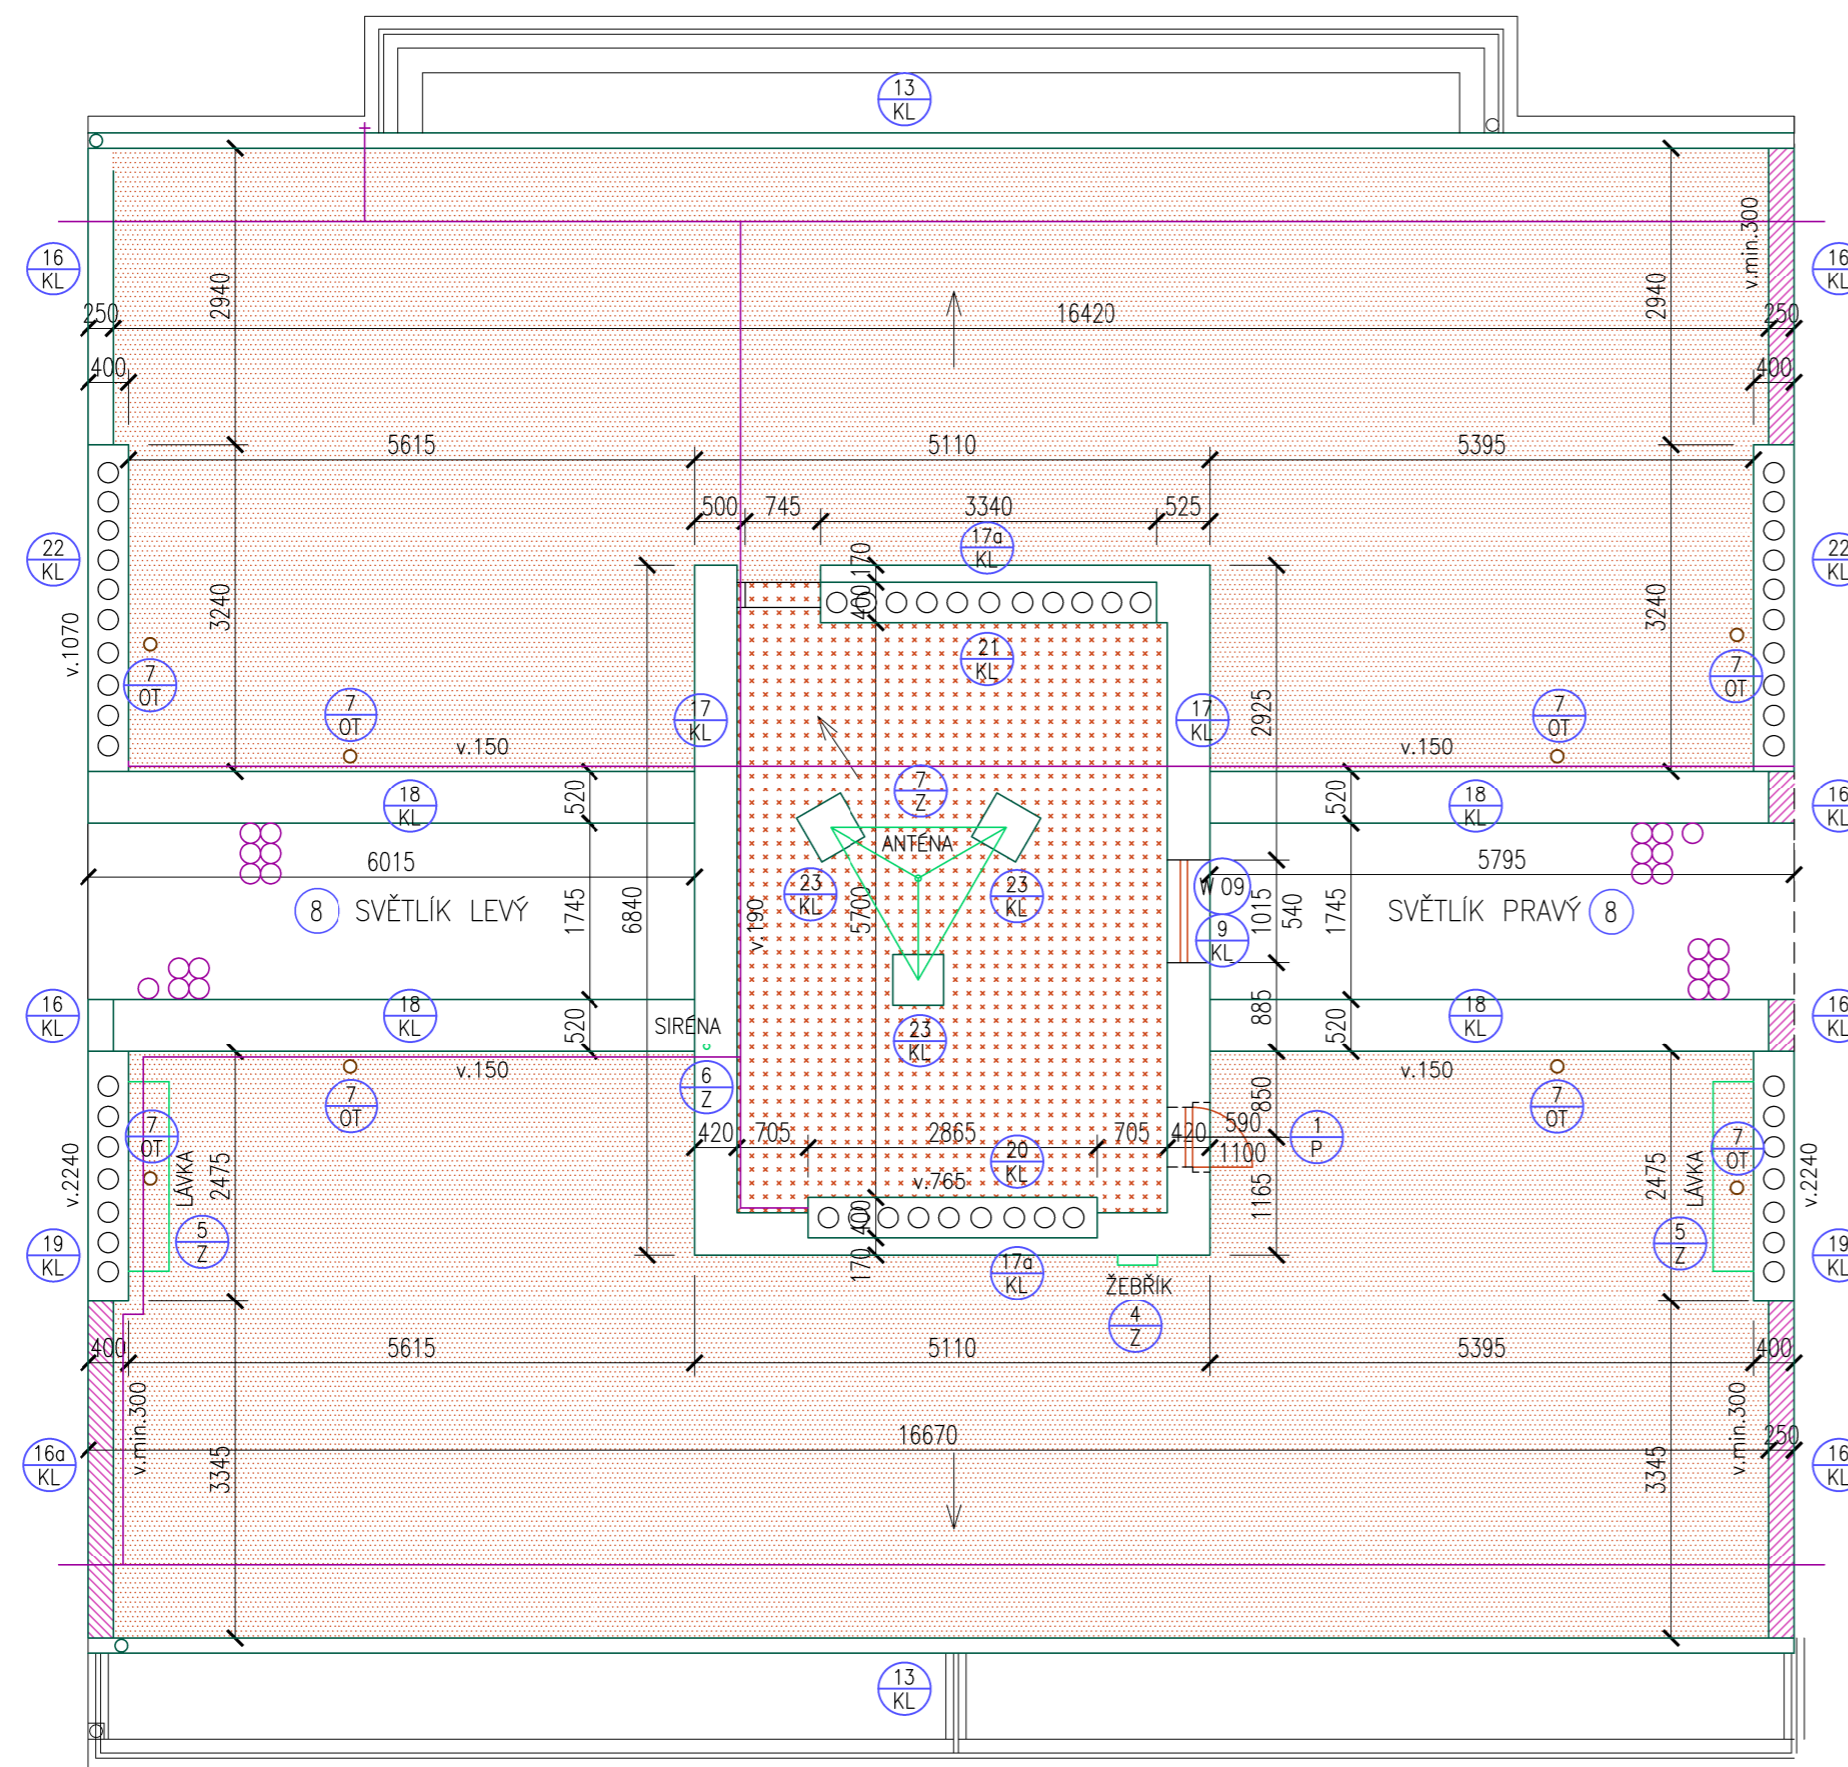 13
KL
16
KL
2940
2940
v.min.300
16
KL
250
16420
250
400
400
5615
5110
5395
500
745
3340
525
22
KL
17a
KL
170
400
22
KL
v.1070
3240
3240
21
KL
7
OT
7
OT
17
KL
17
KL
2925
7
OT
7
OT
v.150
v.150
18
KL
520
7
Z
520
18
KL
16
KL
ANTÉNA
6015
5795
23
KL
23
KL
W 09
8
SVĚTLÍK LEVÝ
1745
6840
v.190
5700
9
KL
1015
540
1745
SVĚTLÍK PRAVÝ
8
16
KL
18
KL
520
SIRÉNA
23
KL
885
520
18
KL
16
KL
v.150
v.150
6
Z
7
OT
7
OT
850
7
OT
7
OT
420
705
2865
705
420
590
1100
1
P
20
KL
v.765
v.2240
LÁVKA
2475
1165
2475
LÁVKA
v.2240
400
170
19
KL
5
Z
5
Z
19
KL
17a
KL
ŽEBŘÍK
4
Z
400
5615
5110
5395
400
v.min.300
v.min.300
16a
KL
3345
16670
3345
250
16
KL
13
KL